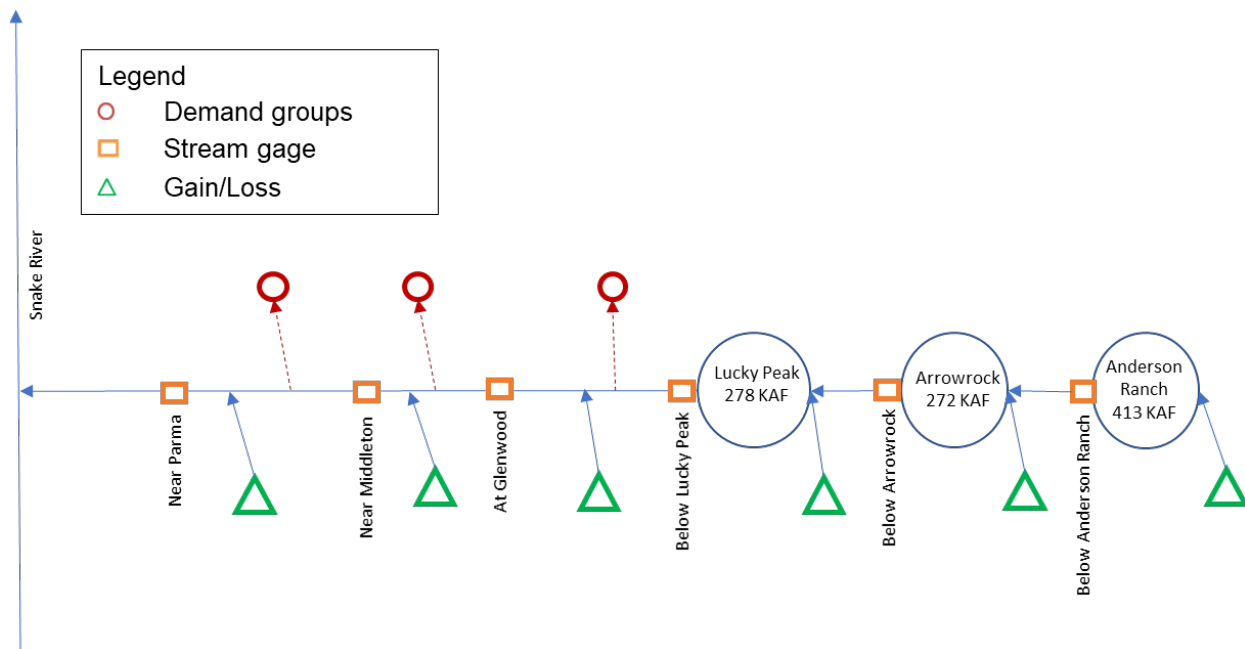 Legend
Demand groups
Stream gage
Gain/Loss
Snake River
Lucky Peak
278 KAF
Arrowrock
272 KAF
Anderson
Ranch
413 KAF
Near Parma
Near Middleton
At Glenwood
Below Lucky Peak
Below Arrowrock
Below Anderson Ranch